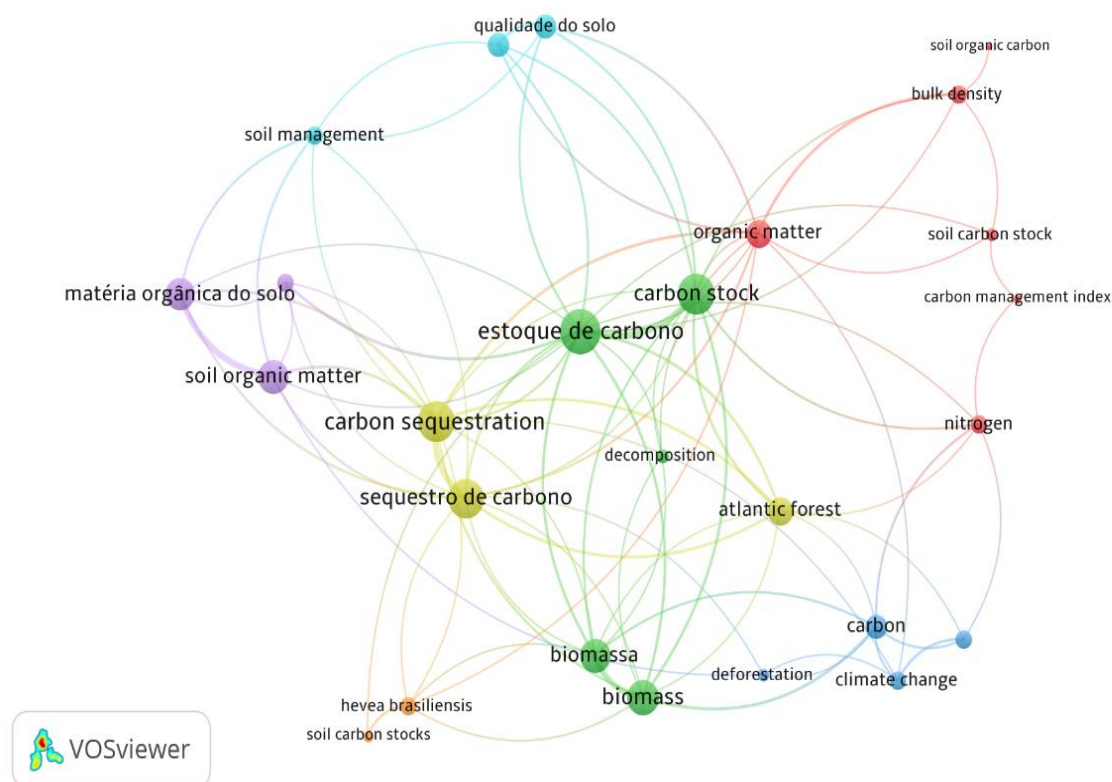 qualidade do solo
soil organic carbon
bulk density
soil management
organic matter
soil carbon stock
matéria orgânica do solo
carbon stock
carbon management index
estoque de carbono
soil organic matter
carbon sequestration
nitrogen
decomposition
sequestro de carbono
atlantic forest
carbon
biomassa
deforestation
climate change
biomass
hevea brasiliensis
soil carbon stocks
VOSviewer